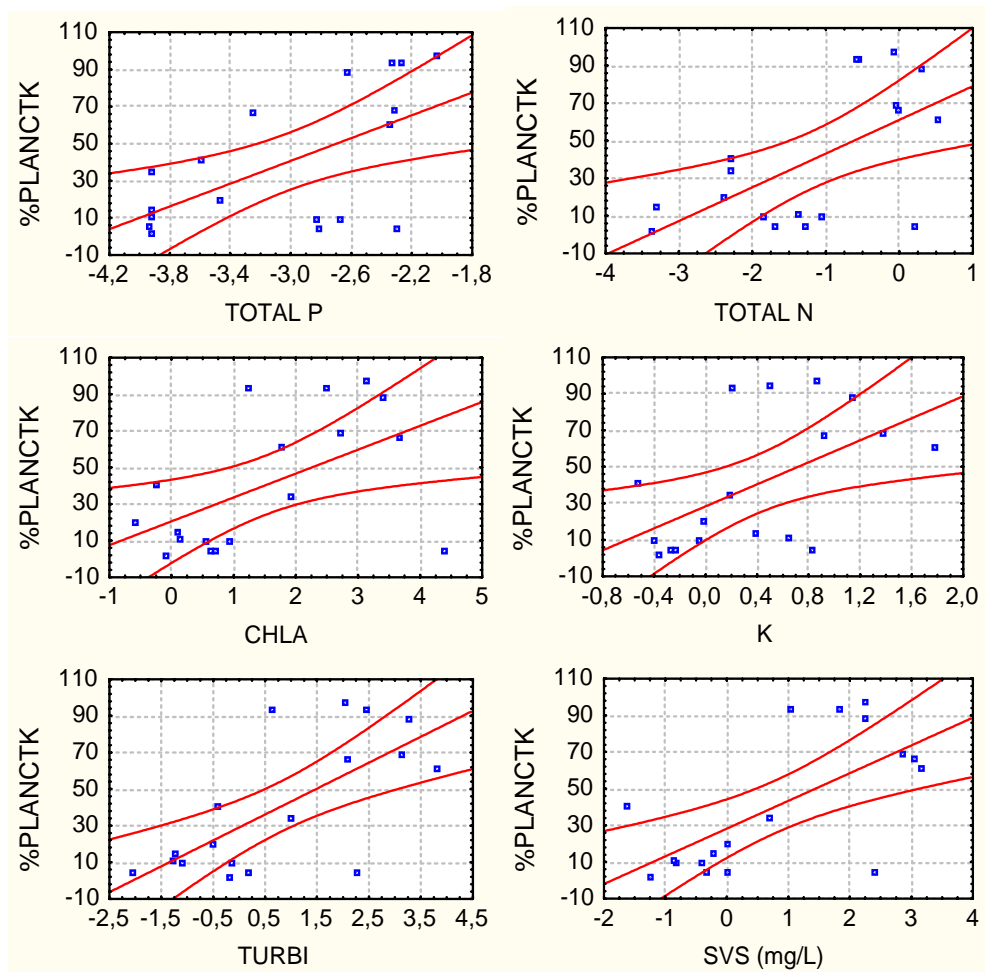 %PLANCTK
110
90
70
50
30
10
-10
-4,2 -3,8 -3,4 -3,0 -2,6 -2,2 -1,8
TOTAL P
%PLANCTK
110
90
70
50
30
10
-10
-4 -3 -2 -1 0 1
TOTAL N
%PLANCTK
110
90
70
50
30
10
-10
-1 0 1 2 3 4 5
CHLA
%PLANCTK
110
90
70
50
30
10
-10
-0,8 -0,4 0,0 0,4 0,8 1,2 1,6 2,0
K
%PLANCTK
110
90
70
50
30
10
-10
-2,5 -1,5 -0,5 0,5 1,5 2,5 3,5 4,5
TURBI
%PLANCTK
110
90
70
50
30
10
-10
-2 -1 0 1 2 3 4
SVS (mg/L)